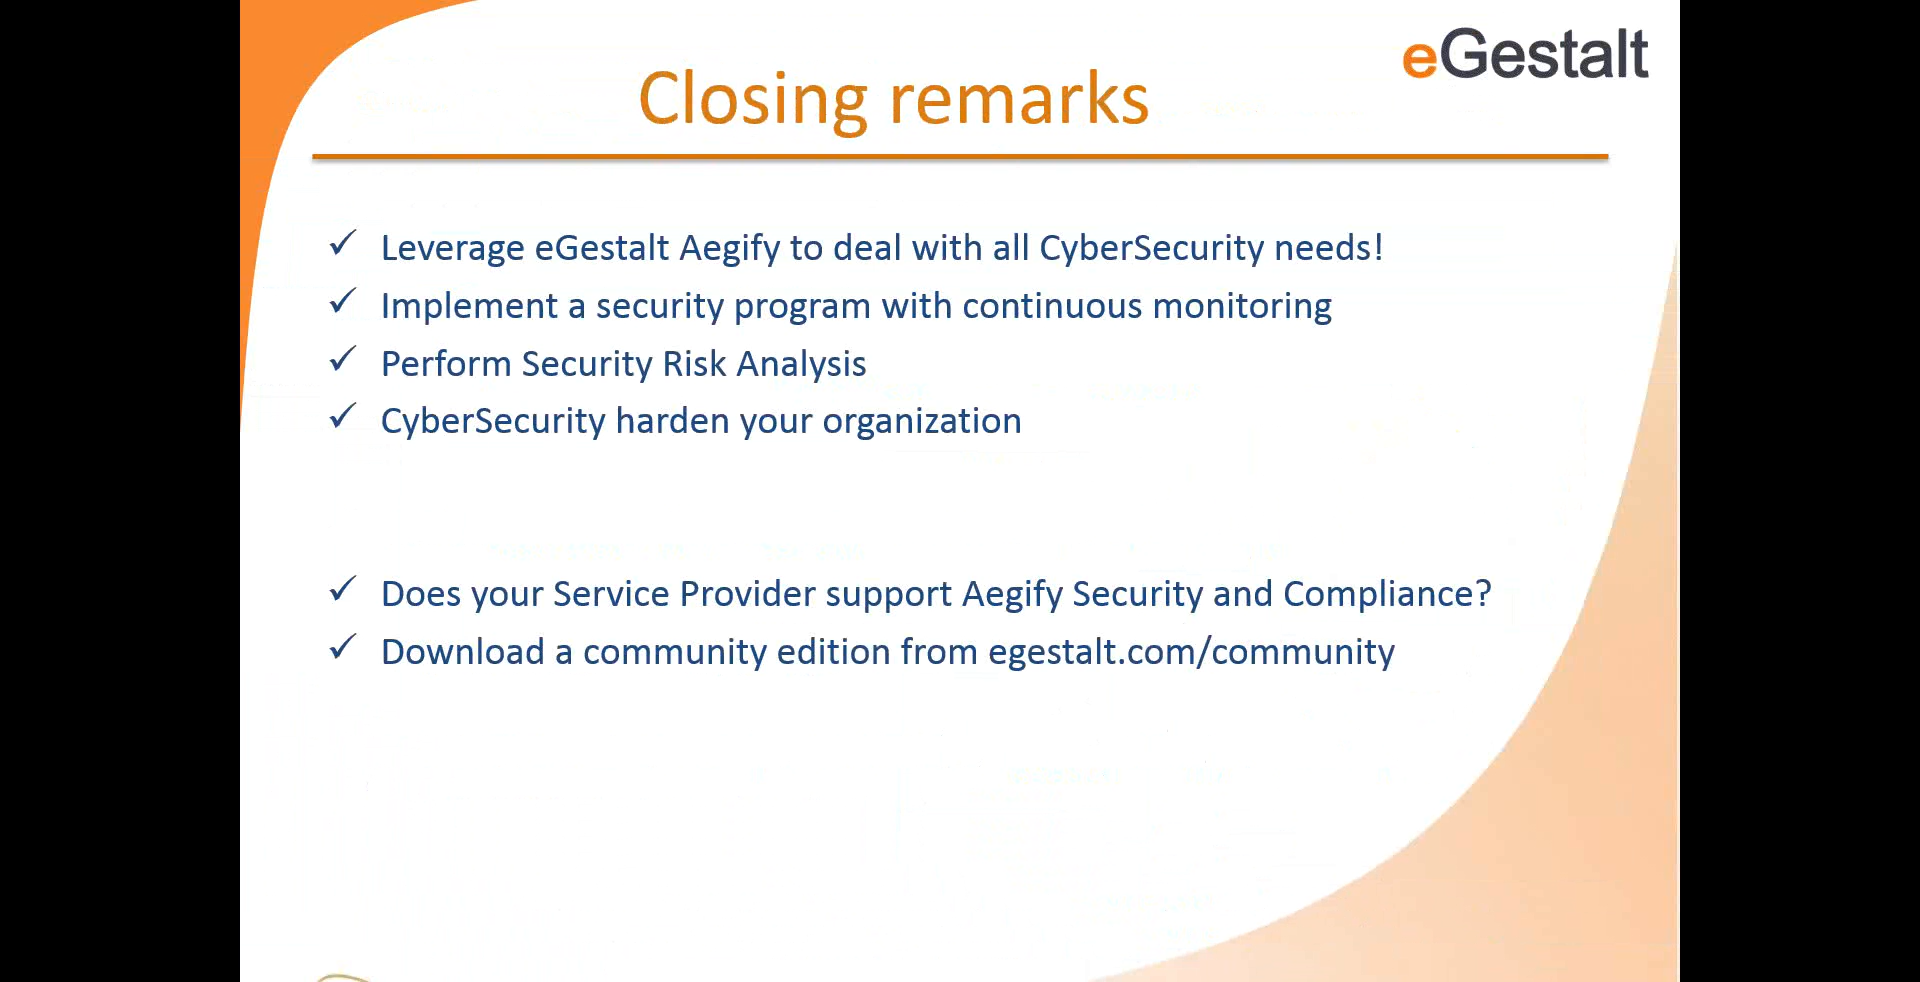 eGestalt
Closing remarks
✓ Leverage eGestalt Aegify to deal with all CyberSecurity needs!
✓ Implement a security program with continuous monitoring
✓ Perform Security Risk Analysis
✓ CyberSecurity harden your organization
✓ Does your Service Provider support Aegify Security and Compliance?
✓ Download a community edition from egestalt.com/community